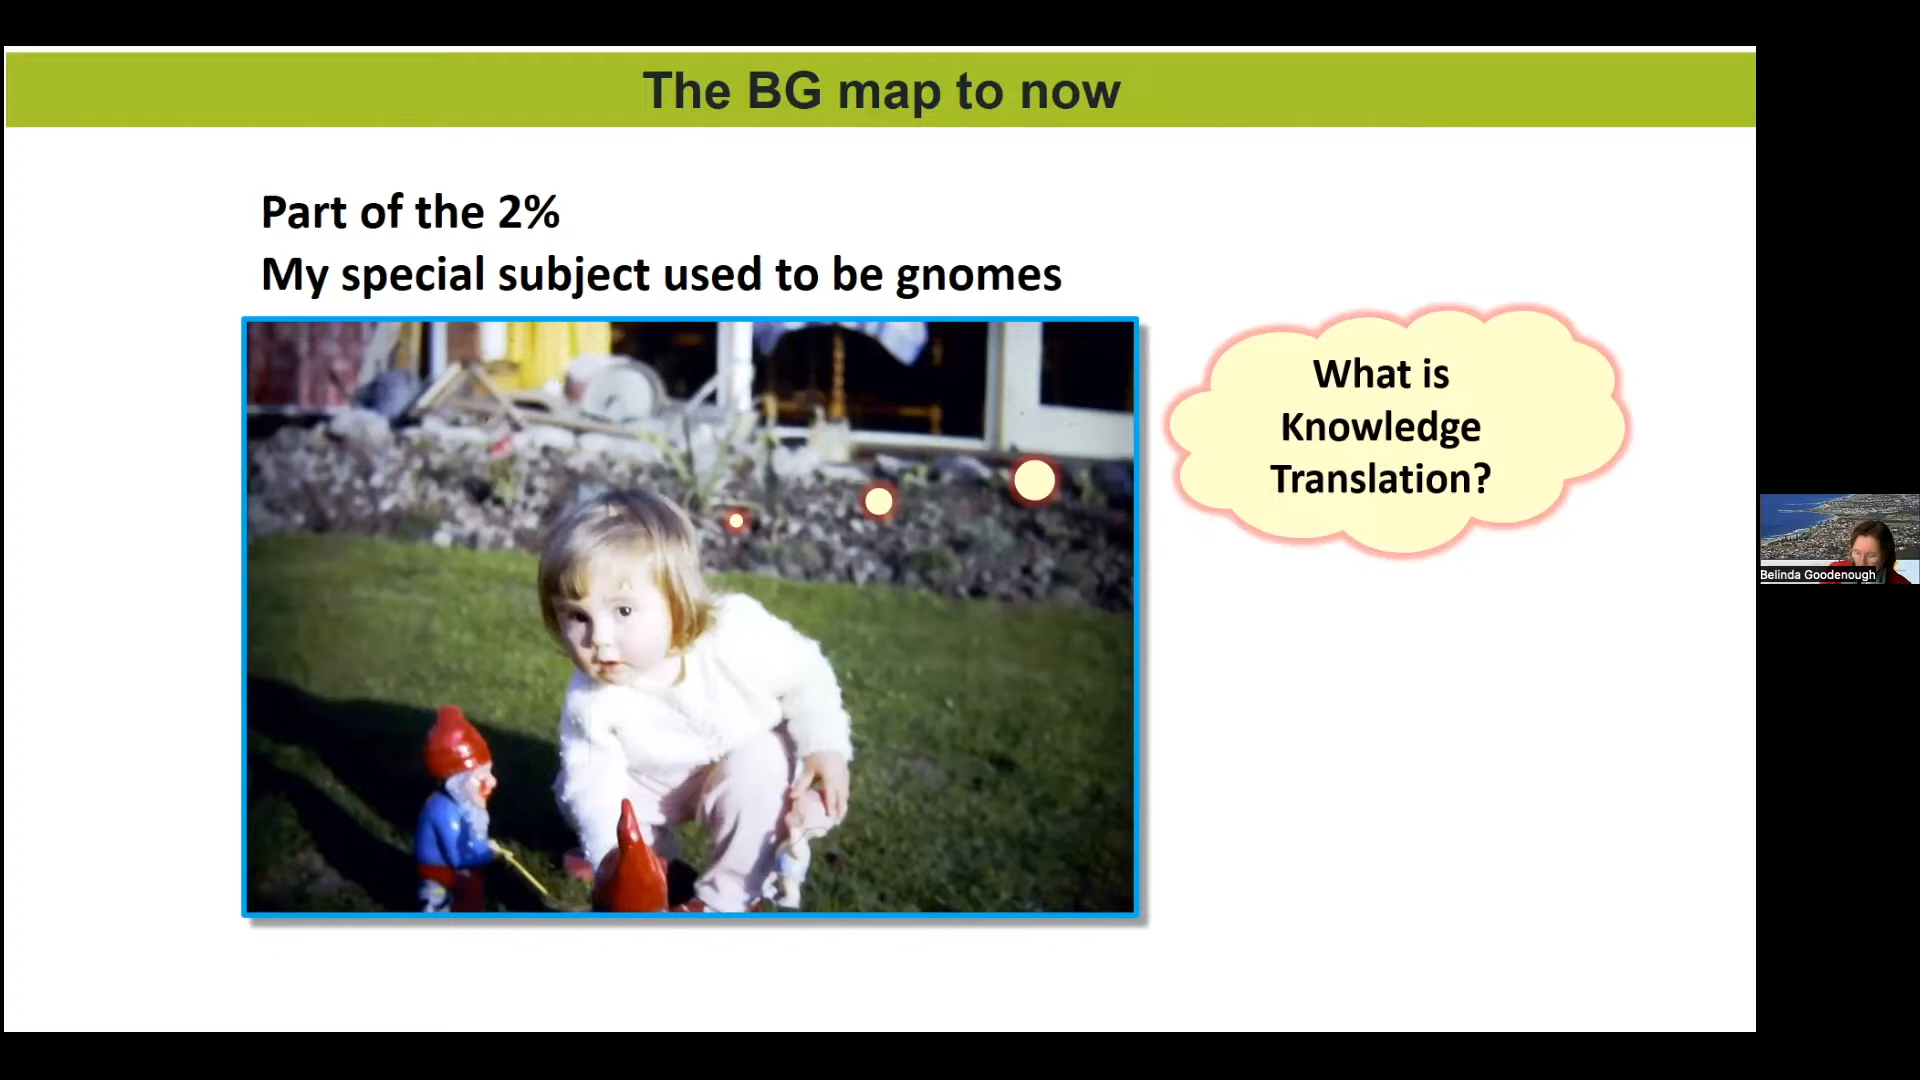 The BG map to now
Part of the 2%
My special subject used to be gnomes
What is
Knowledge
Translation?
Belinda Goodenough